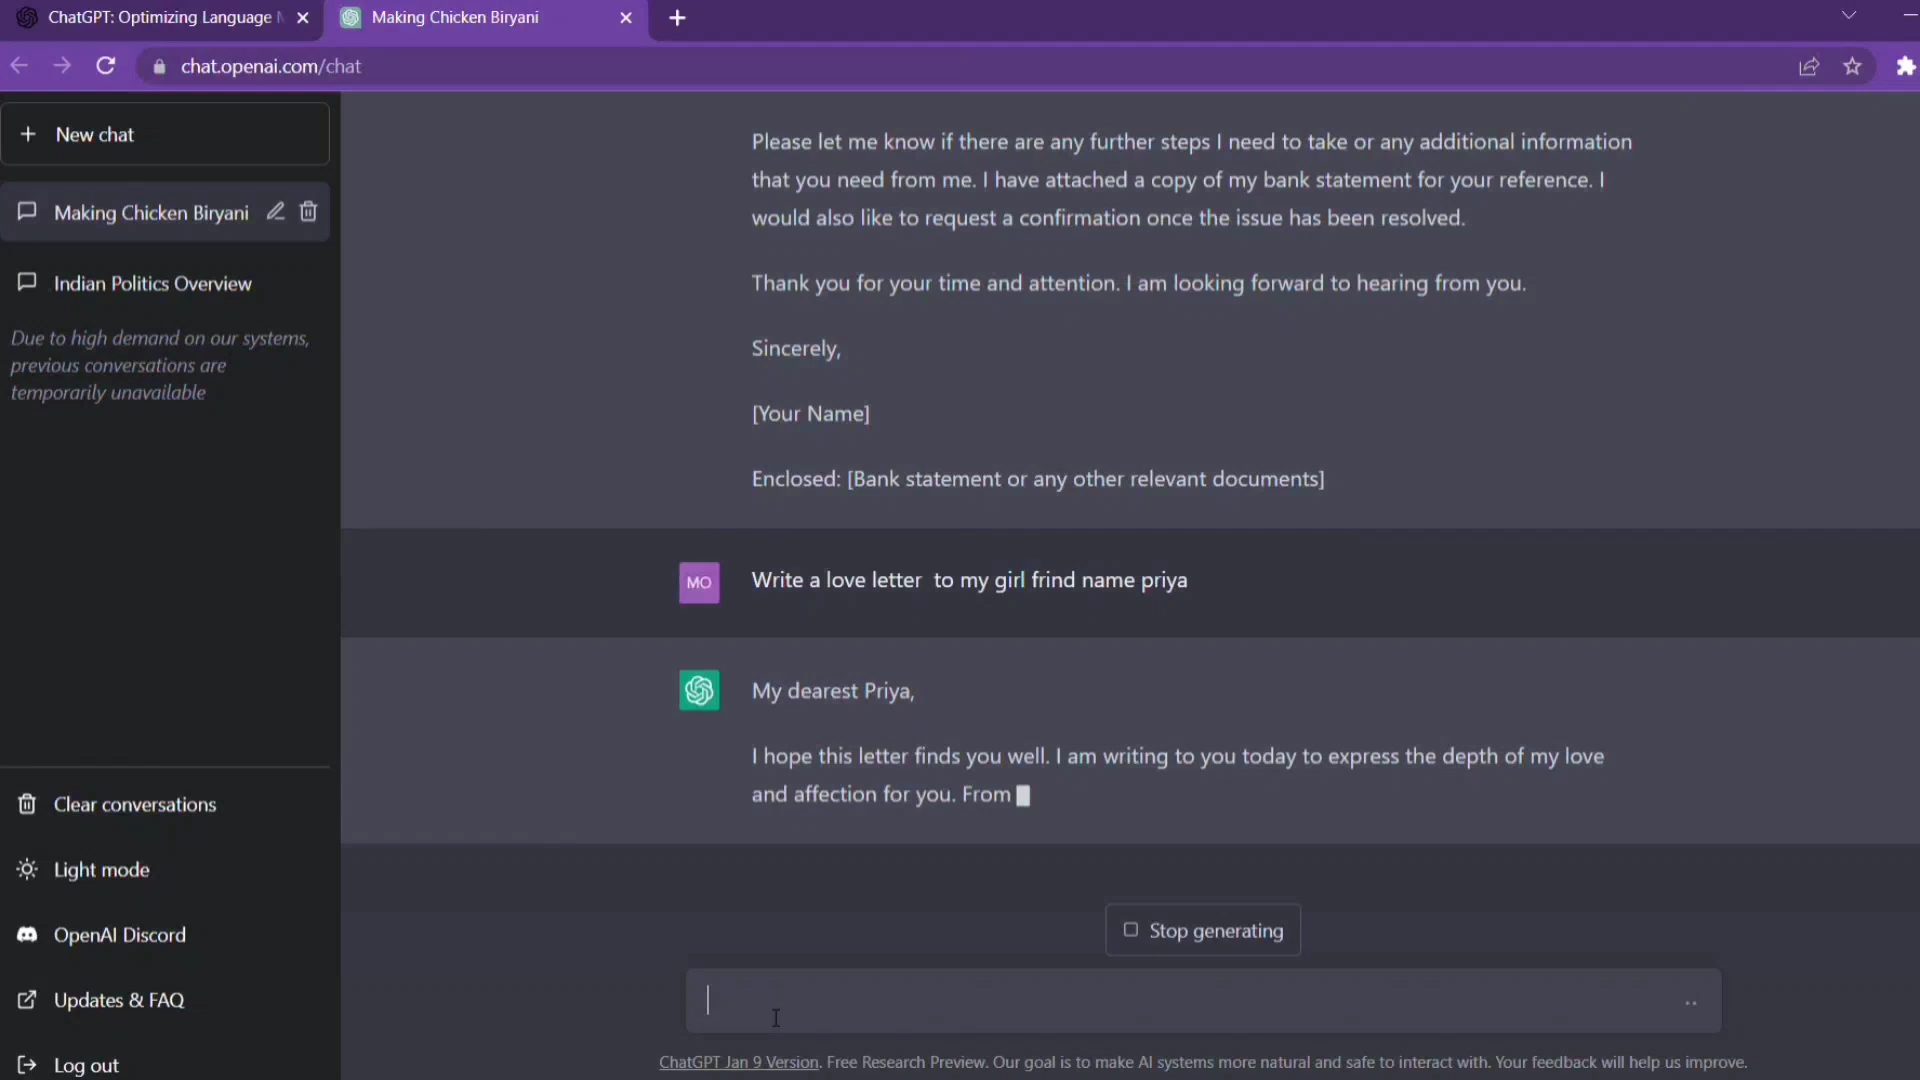 ChatGPT: Optimizing Language
Making Chicken Biryani
chat.openai.com/chat
New chat
Making Chicken Biryani
Indian Politics Overview
Due to high demand on our systems,
previous conversations are
temporarily unavailable
Clear conversations
Light mode
OpenAI Discord
Updates & FAQ
Log out
Please let me know if there are any further steps I need to take or any additional information
that you need from me. I have attached a copy of my bank statement for your reference. I
would also like to request a confirmation once the issue has been resolved.
Thank you for your time and attention. I am looking forward to hearing from you.
Sincerely,
[Your Name]
Enclosed: [Bank statement or any other relevant documents]
MO
Write a love letter  to my girl frind name priya
My dearest Priya,
I hope this letter finds you well. I am writing to you today to express the depth of my love
and affection for you. From
Stop generating
ChatGPT Jan 9 Version. Free Research Preview. Our goal is to make AI systems more natural and safe to interact with. Your feedback will help us improve.